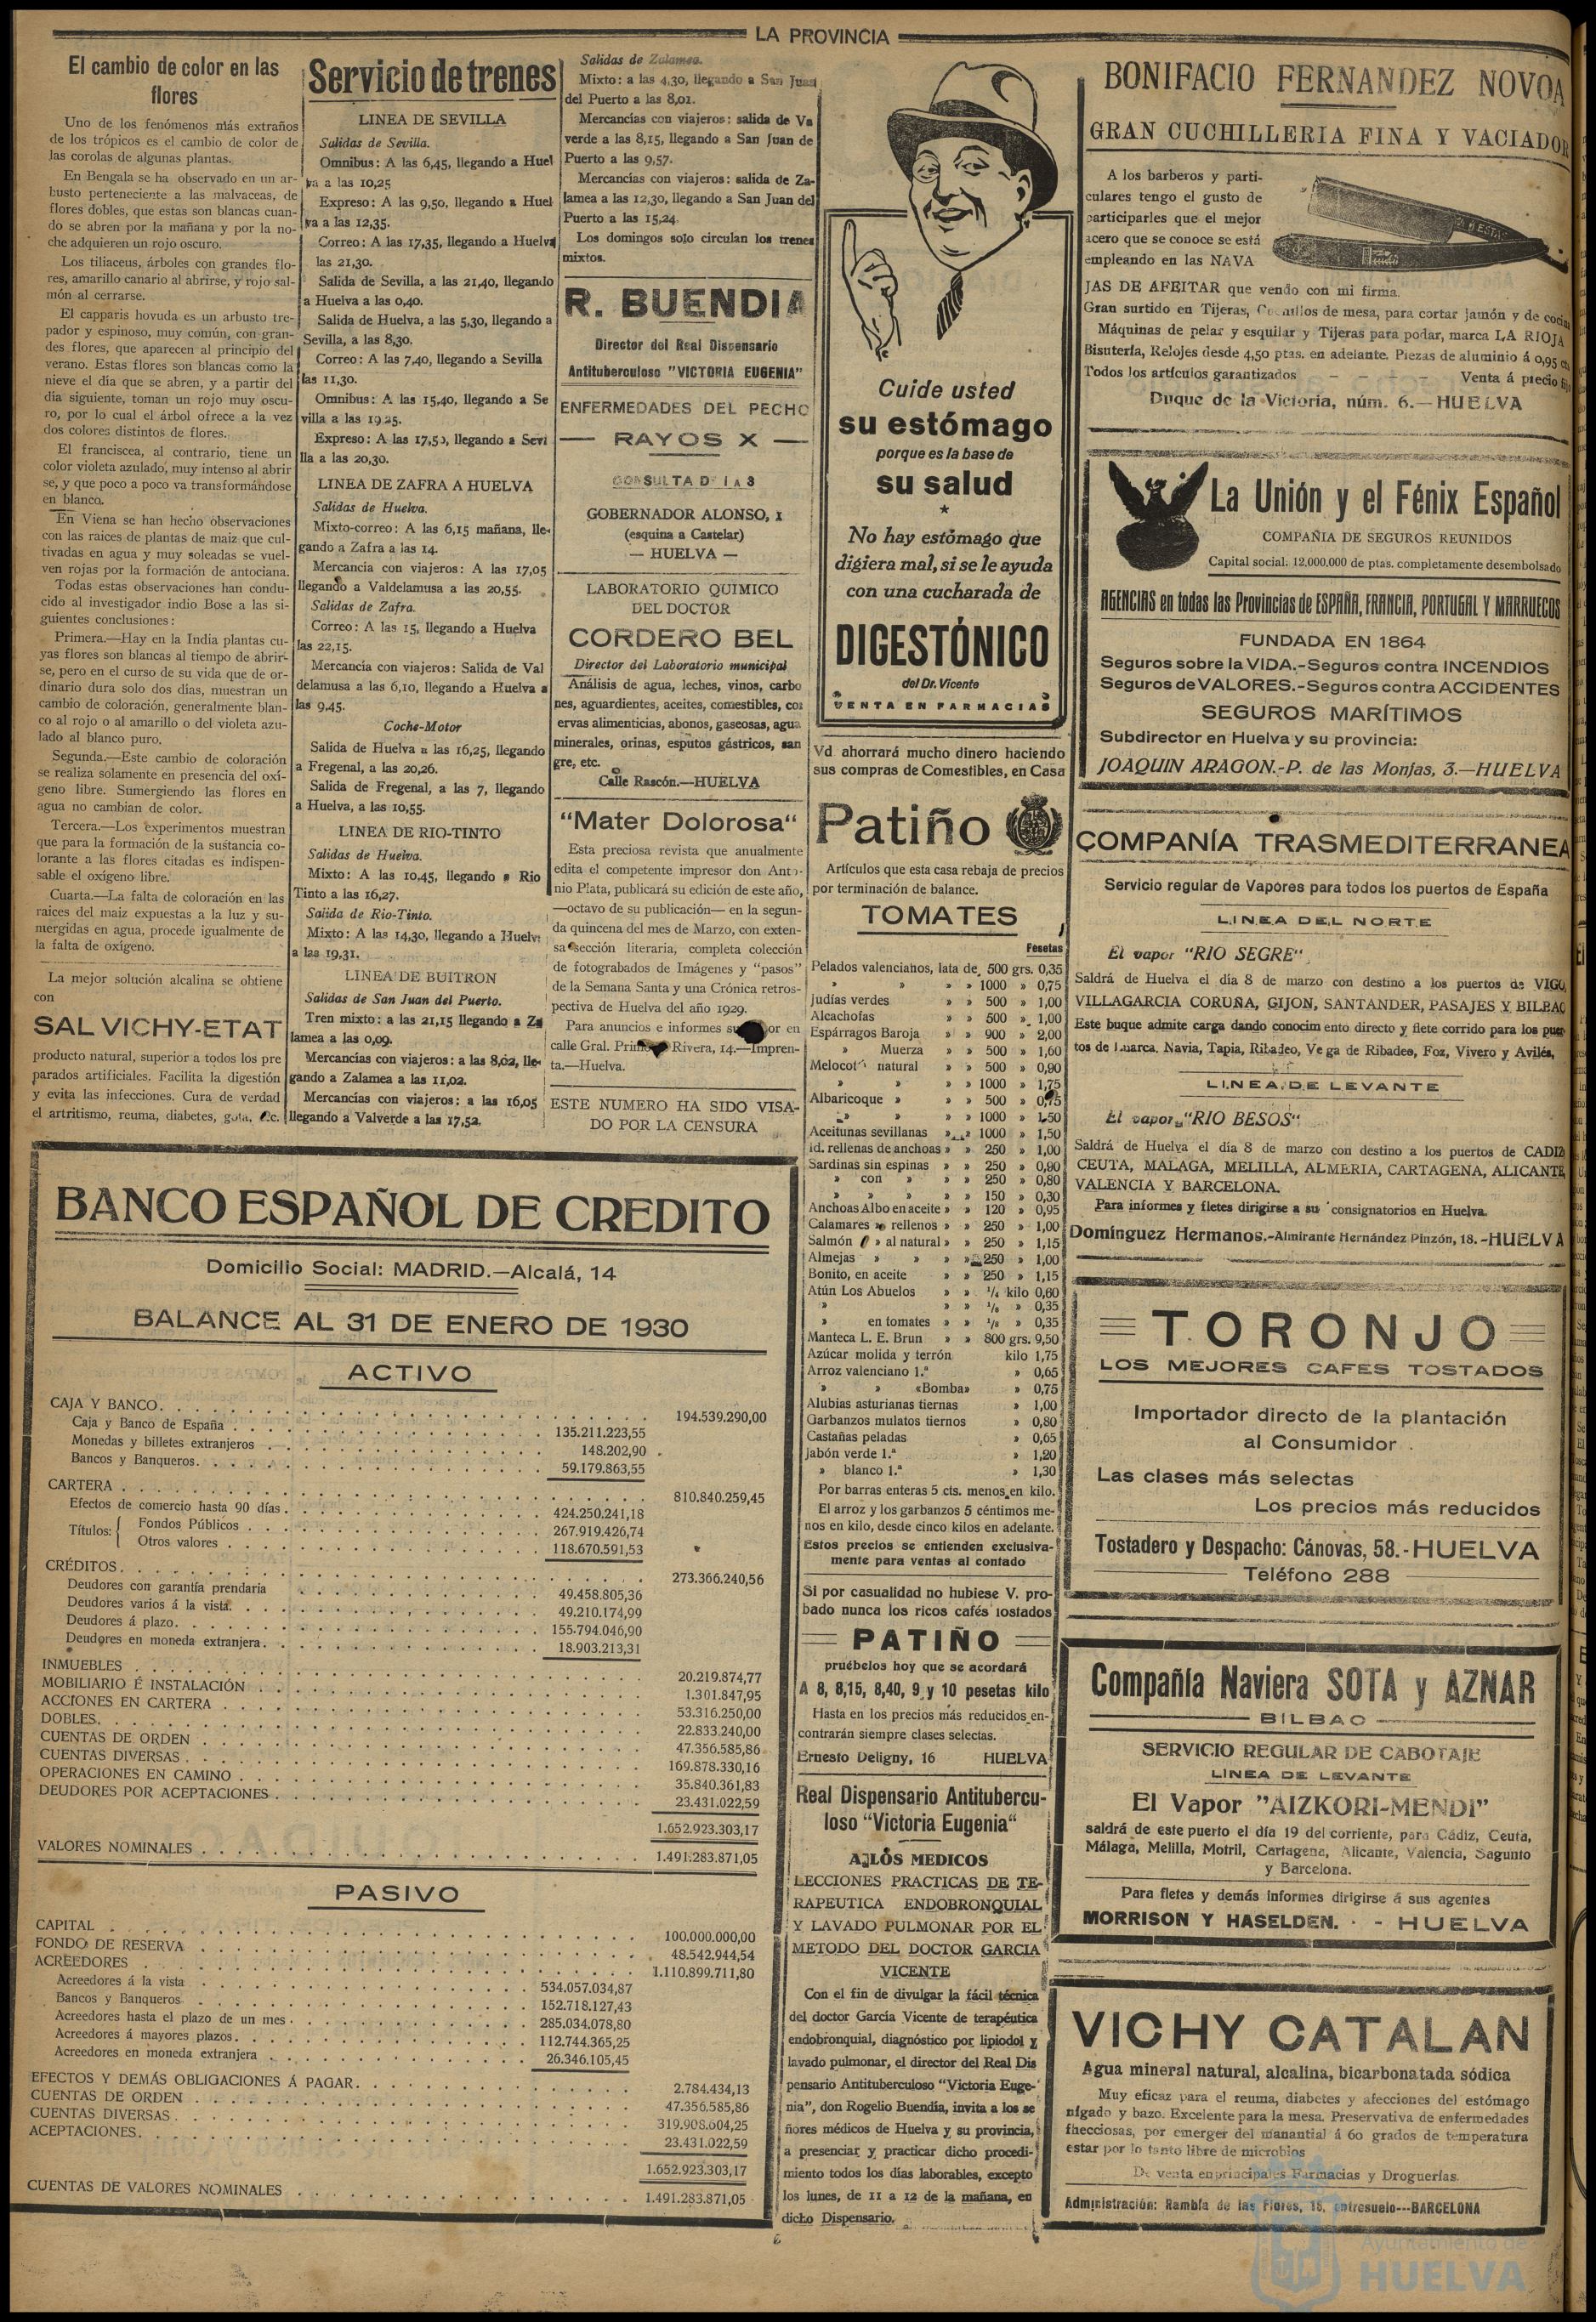 LA PROVINCIA
El cambio de color en las
flores
Uno de los fenómenos más extraños
de los trópicos es el cambio de color de
las corolas de algunas plantas.
En Bengala se ha observado en un ar-
busto perteneciente a las malvaceas, de
flores dobles, que estas son blancas cuan-
do se abren por la mañana y por la no-
che adquieren un rojo oscuro.
Los tiliaceus, árboles con grandes flo-
res, amarillo canario al abrirse, y rojo sal-
món al cerrarse.
El capparis hovuda es un arbusto tre-
pador y espinoso, muy común, con gran-
des flores, que aparecen al principio del
verano. Estas flores son blancas como la
nieve el día que se abren, y a partir del
día siguiente, toman un rojo muy oscu-
ro, por lo cual el árbol ofrece a la vez
dos colores distintos de flores.
El franciscea, al contrario, tiene un
color violeta azulado, muy intenso al abrir
se, y que poco a poco va transformándose
en blanco.
En Viena se han hecho observaciones
con las raices de plantas de maiz que cul-
tivadas en agua y muy soleadas se vuel-
ven rojas por la formación de antociana.
Todas estas observaciones han condu-
cido al investigador indio Bose a las si-
guientes conclusiones:
Primera.—Hay en la India plantas cu-
yas flores son blancas al tiempo de abrir-
se, pero en el curso de su vida que de or-
dinario dura solo dos dias, muestran un
cambio de coloración, generalmente blan-
co al rojo o al amarillo o del violeta azu-
lado al blanco puro.
Segunda.—Este cambio de coloración
se realiza solamente en presencia del oxí-
geno libre. Sumergiendo las flores en
agua no cambian de color.
Tercera.—Los experimentos muestran
que para la formación de la sustancia co-
lorante a las flores citadas es indispen-
sable el oxígeno libre.
Cuarta.—La falta de coloración en las
raices del maiz expuestas a la luz y su-
mergidas en agua, procede igualmente de
la falta de oxígeno.
La mejor solución alcalina se obtiene
con
SAL VICHY-ETAT
producto natural, superior a todos los pre
parados artificiales. Facilita la digestión
y evita las infecciones. Cura de verdad
el artritismo, reuma, diabetes, gota,
Servicio de trenes
LINEA DE SEVILLA
Salidas de Sevilla.
Omnibus: A las 6,45, llegando a Huel
va a las 10,25
Expreso: A las 9,50, llegando a Huel
va a las 12,35.
Correo: A las 17,35, llegando a Huelva
las 21,30.
Salida de Sevilla, a las 21,40, llegando
a Huelva a las 0,40.
Salida de Huelva, a las 5,30, llegando a
Sevilla, a las 8,30.
Correo: A las 7,40, llegando a Sevilla
las 11,30.
Omnibus: A las 15,40, llegando a Se
villa a las 19 25.
Expreso: A las 17,50, llegando a Sevi
lla a las 20,30.
LINEA DE ZAFRA A HUELVA
Salidas de Huelva.
Mixto-correo: A las 6,15 mañana, lle-
gando a Zafra a las 14.
Mercancia con viajeros: A las 17,05
llegando a Valdelamusa a las 20,55.
Salidas de Zafra.
Correo: A las 15, llegando a Huelva
las 22,15.
Mercancía con viajeros: Salida de Val
delamusa a las 6,10, llegando a Huelva a
las 9,45.
Coche-Motor
Salida de Huelva a las 16,25, llegando
a Fregenal, a las 20,26.
Salida de Fregenal, a las 7, llegando
a Huelva, a las 10,55.
LINEA DE RIO-TINTO
Salidas de Huelva.
Mixto: A las 10,45, llegando a Rio
Tinto a las 16,27.
Salida de Rio-Tinto.
Mixto: A las 14,30, llegando a Huelva
a las 19,31.
LINEA DE BUITRON
Salidas de San Juan del Puerto.
Tren mixto: a las 21,15 llegando a Za
lamea a las 0,09.
Mercancías con viajeros: a las 8,02, lle-
gando a Zalamea a las 11,02.
Mercancías con viajeros: a las 16,05
llegando a Valverde a las 17,52.
Salidas de Zalamea.
Mixto: a las 4,30, llegando a San Juan
del Puerto a las 8,01.
Mercancías con viajeros: salida de Va
verde a las 8,15, llegando a San Juan de
Puerto a las 9,57.
Mercancías con viajeros: salida de Za-
lamea a las 12,30, llegando a San Juan del
Puerto a las 15,24.
Los domingos solo circulan los trenes
mixtos.
R. BUENDIA
Director del Real Dispensario
Antituberculoso "VICTORIA EUGENIA"
ENFERMEDADES DEL PECHO
— RAYOS X —
CONSULTA DE 1 A 3
GOBERNADOR ALONSO, 1
(esquina a Castelar)
— HUELVA —
LABORATORIO QUIMICO
DEL DOCTOR
CORDERO BEL
Director del Laboratorio municipal
Análisis de agua, leches, vinos, carbo
nes, aguardientes, aceites, comestibles, con
ervas alimenticias, abonos, gaseosas, agua
minerales, orinas, esputos gástricos, san
gre, etc.
Calle Rascón.—HUELVA
"Mater Dolorosa"
Esta preciosa revista que anualmente
edita el competente impresor don Anto-
nio Plata, publicará su edición de este año,
—octavo de su publicación— en la segun-
da quincena del mes de Marzo, con exten-
sa sección literaria, completa colección
de fotograbados de Imágenes y "pasos"
de la Semana Santa y una Crónica retros-
pectiva de Huelva del año 1929.
Para anuncios e informes su or en
calle Gral. Primo Rivera, 14.—Impren-
ta.—Huelva.
ESTE NUMERO HA SIDO VISA-
DO POR LA CENSURA
Cuide usted
su estómago
porque es la base de
su salud
*
No hay estómago que
digiera mal, si se le ayuda
con una cucharada de
DIGESTÓNICO
del Dr. Vicente
VENTA EN FARMACIAS
Vd ahorrará mucho dinero haciendo
sus compras de Comestibles, en Casa
Patiño
Artículos que esta casa rebaja de precios
por terminación de balance.
TOMATES
Pesetas
Pelados valencianos, lata de 500 grs. 0,35
» » » » 1000 » 0,75
Judías verdes » » 500 » 1,00
Alcachofas » » 500 » 1,00
Espárragos Baroja » » 900 » 2,00
» Muerza » » 500 » 1,60
Melocotn natural » » 500 » 0,90
» » » » 1000 » 1,75
Albaricoque » » » 500 » 0,75
» » » » 1000 » 1,50
Aceitunas sevillanas » » 1000 » 1,50
Id. rellenas de anchoas » » 250 » 1,00
Sardinas sin espinas » » 250 » 0,90
» con » » » 250 » 0,80
» » » » » 150 » 0,30
Anchoas Albo en aceite » » 120 » 0,95
Calamares » rellenos » » 250 » 1,00
Salmón » al natural » » 250 » 1,15
Almejas » » » » 250 » 1,00
Bonito, en aceite » » 250 » 1,15
Atún Los Abuelos » » 1/4 kilo 0,60
» » » 1/8 » 0,35
» en tomates » » 1/8 » 0,35
Manteca L. E. Brun » » 800 grs. 9,50
Azúcar molida y terrón kilo 1,75
Arroz valenciano 1.ª » 0,65
» » «Bomba» » 0,75
Alubias asturianas tiernas » 1,00
Garbanzos mulatos tiernos » 0,80
Castañas peladas » 0,65
Jabón verde 1.ª » 1,20
» blanco 1.ª » 1,30
Por barras enteras 5 cts. menos en kilo.
El arroz y los garbanzos 5 céntimos me-
nos en kilo, desde cinco kilos en adelante.
Estos precios se entienden exclusiva-
mente para ventas al contado
Si por casualidad no hubiese V. pro-
bado nunca los ricos cafés tostados
PATIÑO
pruébelos hoy que se acordará
A 8, 8,15, 8,40, 9 y 10 pesetas kilo
Hasta en los precios más reducidos en-
contrarán siempre clases selectas.
Ernesto Deligny, 16 HUELVA
Real Dispensario Antitubercu-
loso "Victoria Eugenia"
A LOS MEDICOS
LECCIONES PRACTICAS DE TE-
RAPEUTICA ENDOBRONQUIAL
Y LAVADO PULMONAR POR EL
METODO DEL DOCTOR GARCIA
VICENTE
Con el fin de divulgar la fácil técnica
del doctor García Vicente de terapéutica
endobronquial, diagnóstico por lipiodol y
lavado pulmonar, el director del Real Dis
pensario Antituberculoso "Victoria Euge-
nia", don Rogelio Buendía, invita a los se
ñores médicos de Huelva y su provincia,
a presenciar y practicar dicho procedi-
miento todos los días laborables, excepto
los lunes, de 11 a 12 de la mañana, en
dicho Dispensario.
BONIFACIO FERNANDEZ NOVOA
GRAN CUCHILLERIA FINA Y VACIADOR
A los barberos y parti-
culares tengo el gusto de
participarles que el mejor
acero que se conoce se está
empleando en las NAVA
JAS DE AFEITAR que vendo con mi firma.
Gran surtido en Tijeras, Cuchillos de mesa, para cortar jamón y de cocina
Máquinas de pelar y esquilar y Tijeras para podar, marca LA RIOJA
Bisutería, Relojes desde 4,50 ptas. en adelante. Piezas de aluminio á 0,95
Todos los artículos garantizados — — — — Venta á precio
Duque de la Victoria, núm. 6.—HUELVA
La Unión y el Fénix Español
COMPAÑIA DE SEGUROS REUNIDOS
Capital social. 12,000.000 de ptas. completamente desembolsado
AGENCIAS en todas las Provincias de ESPAÑA, FRANCIA, PORTUGAL Y MARRUECOS
FUNDADA EN 1864
Seguros sobre la VIDA.-Seguros contra INCENDIOS
Seguros de VALORES.-Seguros contra ACCIDENTES
SEGUROS MARÍTIMOS
Subdirector en Huelva y su provincia:
JOAQUIN ARAGON.-P. de las Monjas, 3.—HUELVA
COMPANÍA TRASMEDITERRANEA
Servicio regular de Vapores para todos los puertos de España
LINEA DEL NORTE
El vapor "RIO SEGRE"
Saldrá de Huelva el día 8 de marzo con destino a los puertos de VIGO,
VILLAGARCIA CORUÑA, GIJON, SANTANDER, PASAJES Y BILBAO
Este buque admite carga dando conocim ento directo y flete corrido para los puer
tos de Luarca. Navia, Tapia, Ribadeo, Vega de Ribadeo, Foz, Vivero y Avilés,
LINEA DE LEVANTE
El vapor "RIO BESOS"
Saldrá de Huelva el día 8 de marzo con destino a los puertos de CADIZ
CEUTA, MALAGA, MELILLA, ALMERIA, CARTAGENA, ALICANTE,
VALENCIA Y BARCELONA.
Para informes y fletes dirigirse a su consignatorios en Huelva.
Domínguez Hermanos.-Almirante Hernández Pinzón, 18.-HUELVA
TORONJO
LOS MEJORES CAFES TOSTADOS
Importador directo de la plantación
al Consumidor
Las clases más selectas
Los precios más reducidos
Tostadero y Despacho: Cánovas, 58.-HUELVA
Teléfono 288
Compañía Naviera SOTA y AZNAR
BILBAO
SERVICIO REGULAR DE CABOTAJE
LINEA DE LEVANTE
El Vapor "AIZKORI-MENDI"
saldrá de este puerto el día 19 del corriente, para Cádiz, Ceuta,
Málaga, Melilla, Motril, Cartagena, Alicante, Valencia, Sagunto
y Barcelona.
Para fletes y demás informes dirigirse á sus agentes
MORRISON Y HASELDEN. - - HUELVA
VICHY CATALAN
Agua mineral natural, alcalina, bicarbonatada sódica
Muy eficaz para el reuma, diabetes y afecciones del estómago
nígado y bazo. Excelente para la mesa. Preservativa de enfermedades
fnecciosas, por emerger del manantial á 60 grados de temperatura
estar por lo tanto libre de microbios
De venta en principales Farmacias y Droguerías.
Administración: Rambla de las Flores, 18, entresuelo---BARCELONA
BANCO ESPAÑOL DE CREDITO
Domicilio Social: MADRID.—Alcalá, 14
BALANCE AL 31 DE ENERO DE 1930
ACTIVO
CAJA Y BANCO. 194.539.290,00
Caja y Banco de España 135.211.223,55
Monedas y billetes extranjeros 148.202,90
Bancos y Banqueros. 59.179.863,55
CARTERA 810.840.259,45
Efectos de comercio hasta 90 días. 424.250.241,18
Títulos: { Fondos Públicos 267.919.426,74
Otros valores 118.670.591,53
CRÉDITOS. 273.366.240,56
Deudores con garantía prendaria 49.458.805,36
Deudores varios á la vista. 49.210.174,99
Deudores á plazo. 155.794.046,90
Deudores en moneda extranjera. 18.903.213,31
INMUEBLES 20.219.874,77
MOBILIARIO É INSTALACIÓN 1.301.847,95
ACCIONES EN CARTERA 53.316.250,00
DOBLES. 22.833.240,00
CUENTAS DE ORDEN 47.356.585,86
CUENTAS DIVERSAS 169.878.330,16
OPERACIONES EN CAMINO 35.840.361,83
DEUDORES POR ACEPTACIONES 23.431.022,59
1.652.923.303,17
VALORES NOMINALES 1.491.283.871,05
PASIVO
CAPITAL 100.000.000,00
FONDO DE RESERVA 48.542.944,54
ACREEDORES 1.110.899.711,80
Acreedores á la vista 534.057.034,87
Bancos y Banqueros 152.718.127,43
Acreedores hasta el plazo de un mes 285.034.078,80
Acreedores á mayores plazos. 112.744.365,25
Acreedores en moneda extranjera 26.346.105,45
EFECTOS Y DEMÁS OBLIGACIONES Á PAGAR. 2.784.434,13
CUENTAS DE ORDEN 47.356.585,86
CUENTAS DIVERSAS 319.908.604,25
ACEPTACIONES. 23.431.022,59
1.652.923.303,17
CUENTAS DE VALORES NOMINALES 1.491.283.871,05
Ayuntamiento de
HUELVA